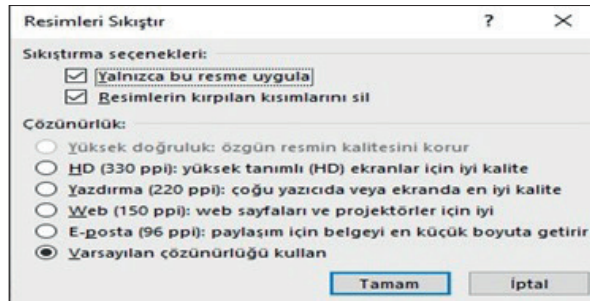 Resimleri Sıkıştır ? ✕
Sıkıştırma seçenekleri:
Yalnızca bu resme uygula
Resimlerin kırpılan kısımlarını sil
Çözünürlük:
Yüksek doğruluk: özgün resmin kalitesini korur
HD (330 ppi): yüksek tanımlı (HD) ekranlar için iyi kalite
Yazdırma (220 ppi): çoğu yazıcıda veya ekranda en iyi kalite
Web (150 ppi): web sayfaları ve projektörler için iyi
E-posta (96 ppi): paylaşım için belgeyi en küçük boyuta getirir
Varsayılan çözünürlüğü kullan
Tamam İptal